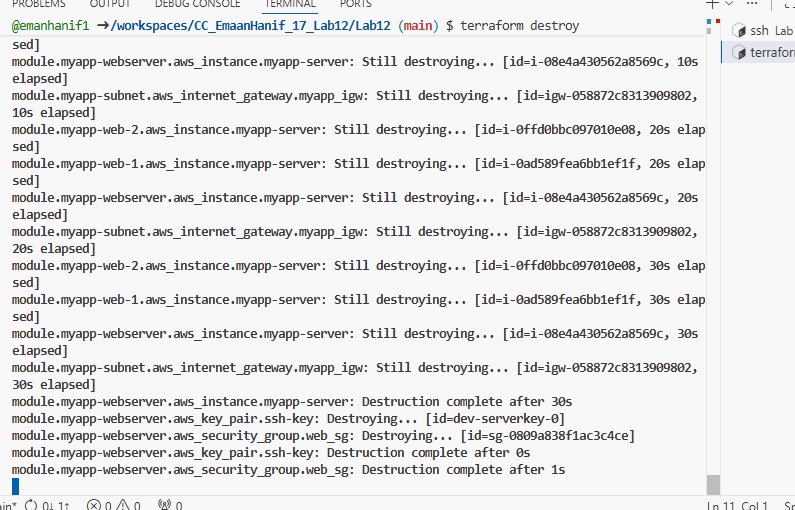 PROBLEMS OUTPUT DEBUG CONSOLE TERMINAL PORTS
@emanhanif1 ➜/workspaces/CC_EmaanHanif_17_Lab12/Lab12 (main) $ terraform destroy
sed]
module.myapp-webserver.aws_instance.myapp-server: Still destroying... [id=i-08e4a430562a8569c, 10s
elapsed]
module.myapp-subnet.aws_internet_gateway.myapp_igw: Still destroying... [id=igw-058872c8313909802,
10s elapsed]
module.myapp-web-2.aws_instance.myapp-server: Still destroying... [id=i-0ffd0bbc097010e08, 20s elap
sed]
module.myapp-web-1.aws_instance.myapp-server: Still destroying... [id=i-0ad589fea6bb1ef1f, 20s elap
sed]
module.myapp-webserver.aws_instance.myapp-server: Still destroying... [id=i-08e4a430562a8569c, 20s
elapsed]
module.myapp-subnet.aws_internet_gateway.myapp_igw: Still destroying... [id=igw-058872c8313909802,
20s elapsed]
module.myapp-web-2.aws_instance.myapp-server: Still destroying... [id=i-0ffd0bbc097010e08, 30s elap
sed]
module.myapp-web-1.aws_instance.myapp-server: Still destroying... [id=i-0ad589fea6bb1ef1f, 30s elap
sed]
module.myapp-webserver.aws_instance.myapp-server: Still destroying... [id=i-08e4a430562a8569c, 30s
elapsed]
module.myapp-subnet.aws_internet_gateway.myapp_igw: Still destroying... [id=igw-058872c8313909802,
30s elapsed]
module.myapp-webserver.aws_instance.myapp-server: Destruction complete after 30s
module.myapp-webserver.aws_key_pair.ssh-key: Destroying... [id=dev-serverkey-0]
module.myapp-webserver.aws_security_group.web_sg: Destroying... [id=sg-0809a838f1ac3c4ce]
module.myapp-webserver.aws_key_pair.ssh-key: Destruction complete after 0s
module.myapp-webserver.aws_security_group.web_sg: Destruction complete after 1s
ssh Lab
terraform
ain* 0↓ 1↑ 0 0 0
Ln 11, Col 1